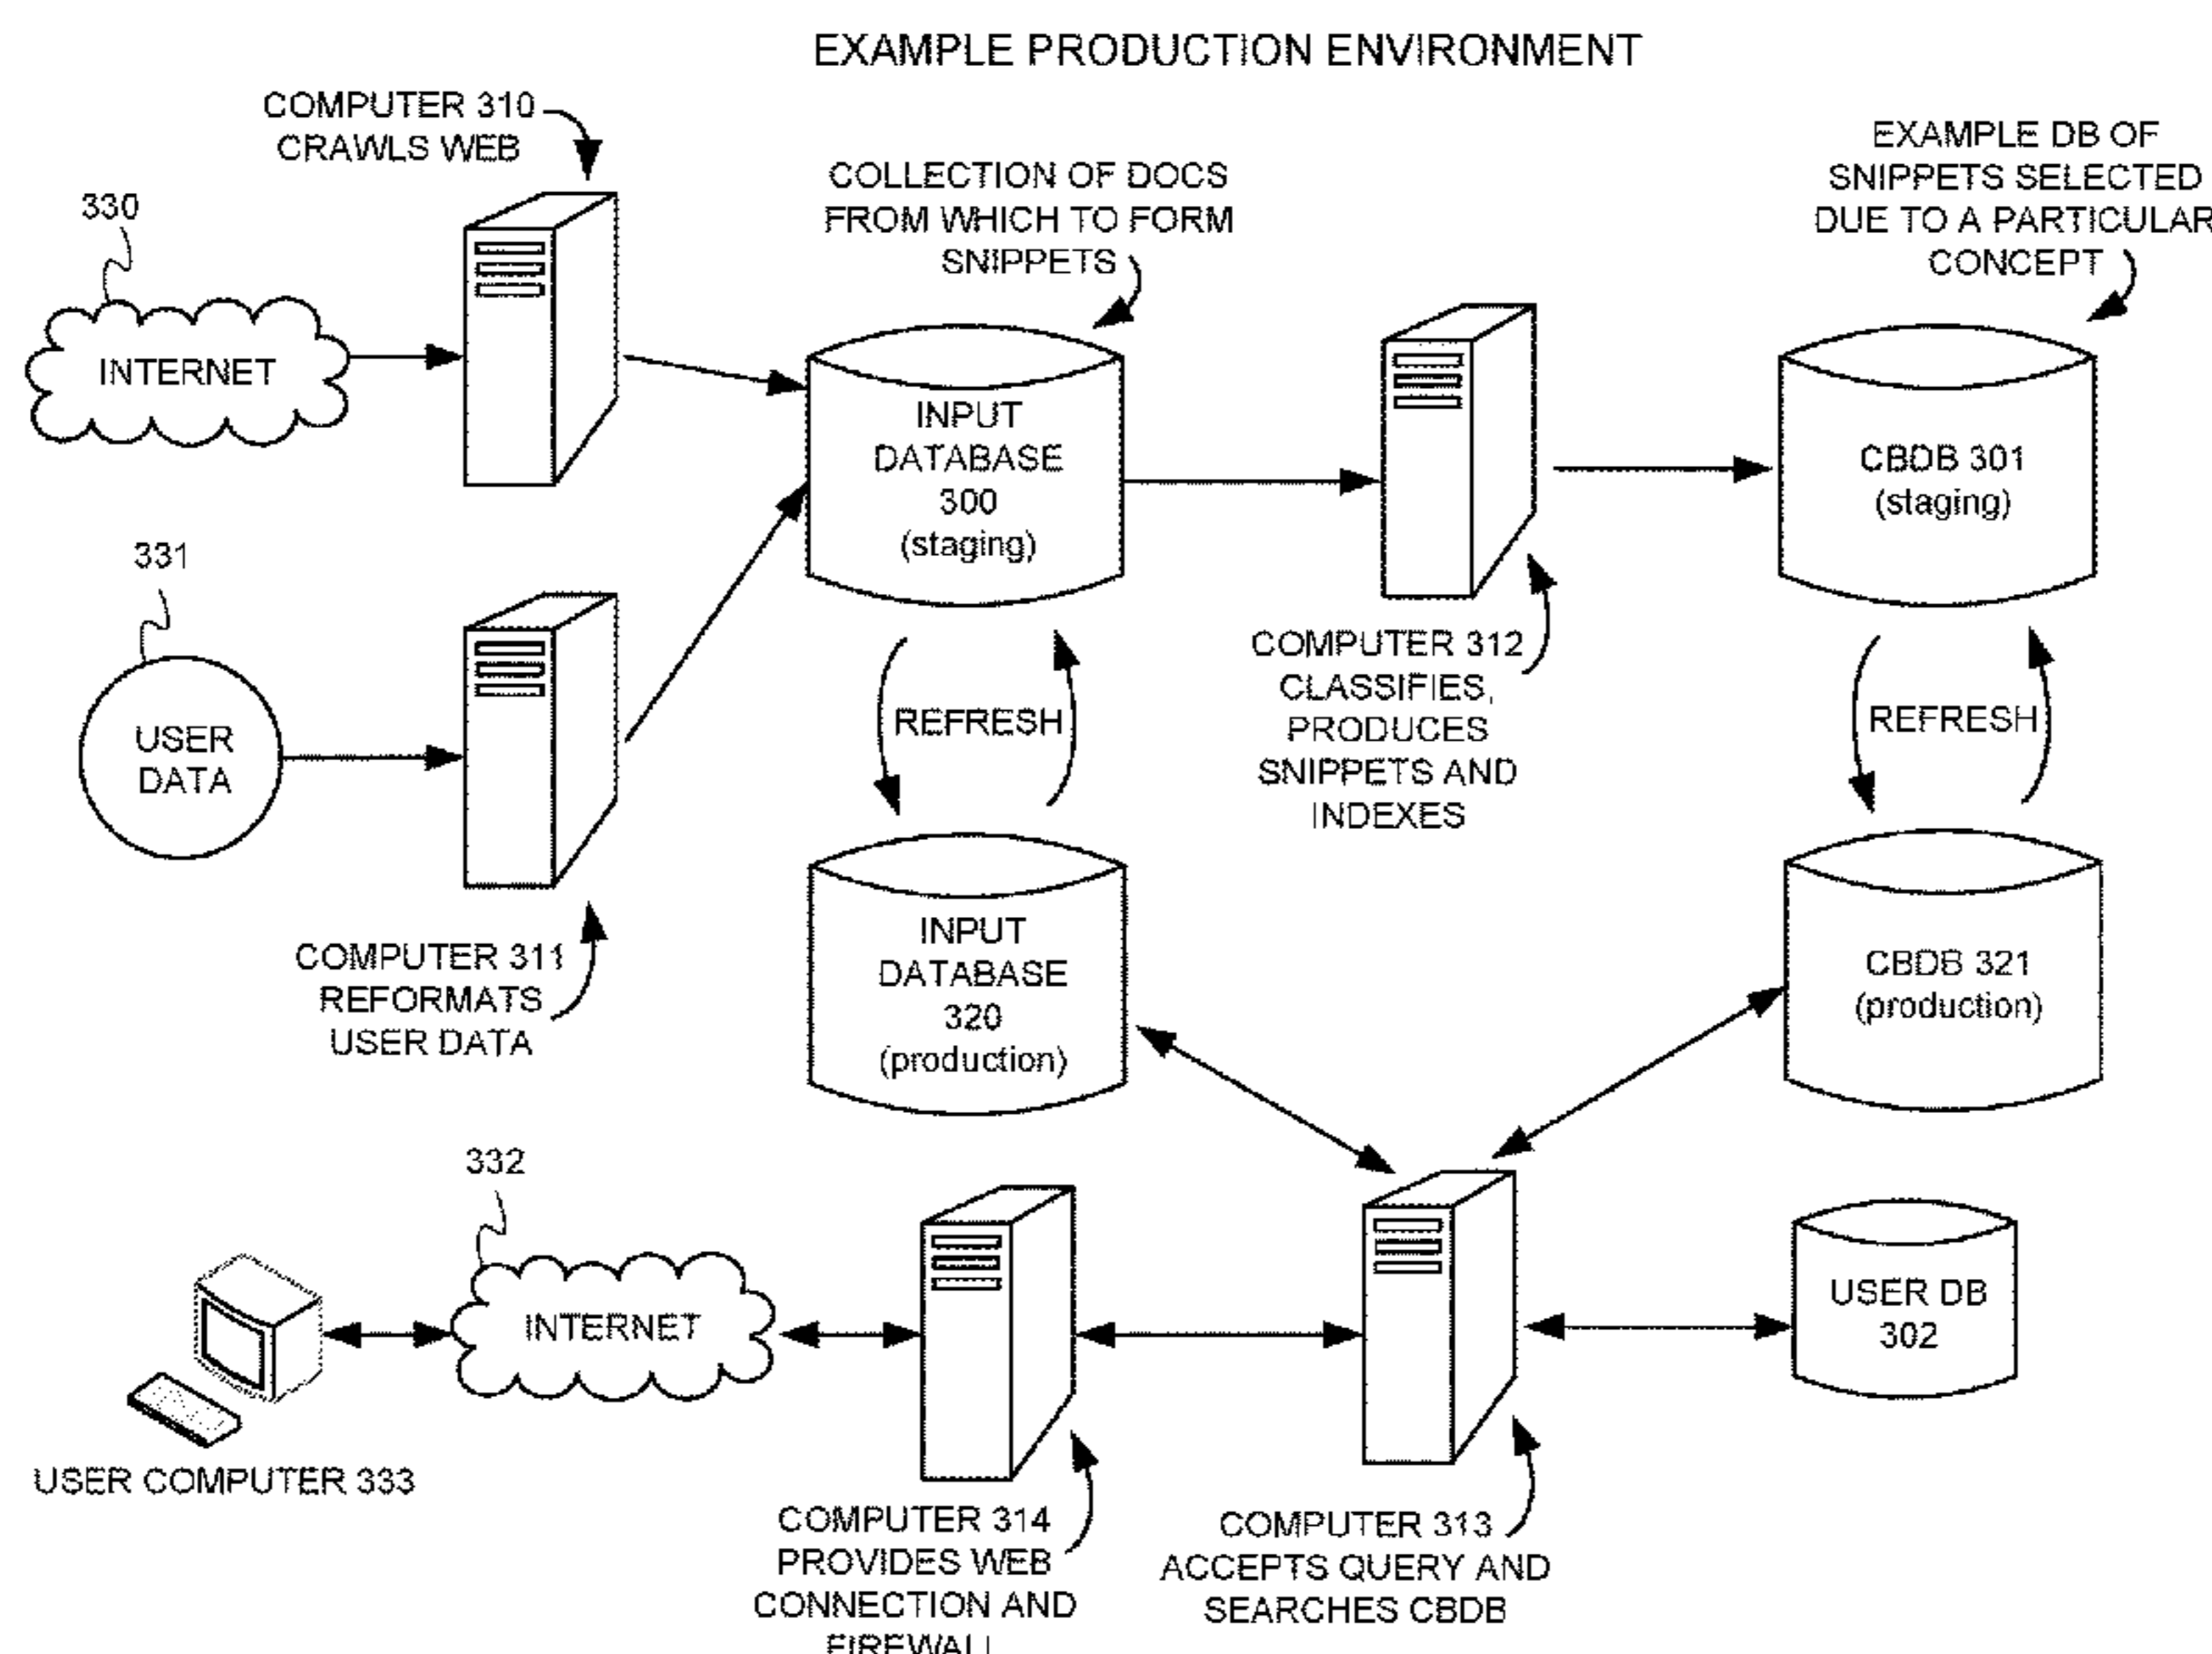 EXAMPLE PRODUCTION ENVIRONMENT
COMPUTER 310
CRAWLS WEB
330
INTERNET
COLLECTION OF DOCS
FROM WHICH TO FORM
SNIPPETS
EXAMPLE DB OF
SNIPPETS SELECTED
DUE TO A PARTICULAR
CONCEPT
INPUT
DATABASE
300
(staging)
CBDB 301
(staging)
331
USER
DATA
COMPUTER 311
REFORMATS
USER DATA
REFRESH
COMPUTER 312
CLASSIFIES,
PRODUCES
SNIPPETS AND
INDEXES
REFRESH
INPUT
DATABASE
320
(production)
CBDB 321
(production)
332
INTERNET
USER COMPUTER 333
USER DB
302
COMPUTER 314
PROVIDES WEB
CONNECTION AND
FIREWALL
COMPUTER 313
ACCEPTS QUERY AND
SEARCHES CBDB